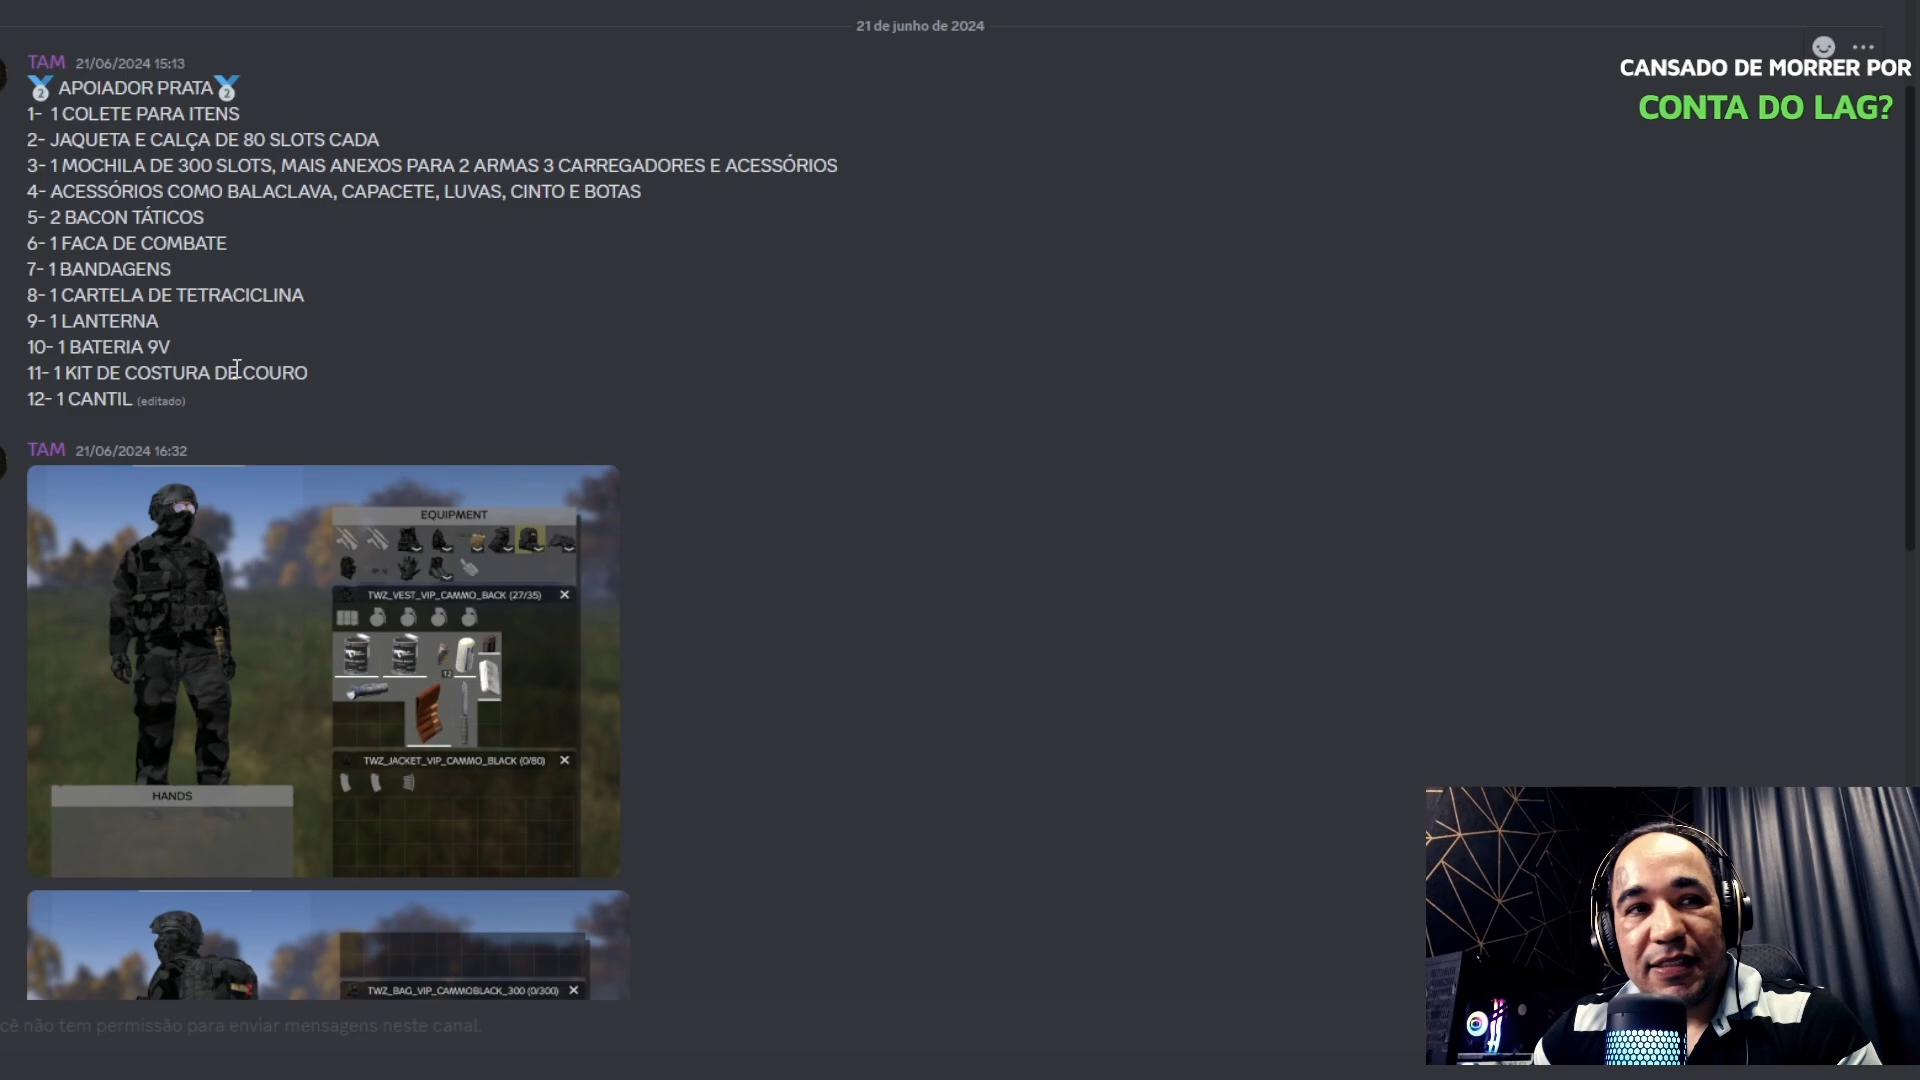 21 de junho de 2024
TAM 21/06/2024 15:13
APOIADOR PRATA
1- 1 COLETE PARA ITENS
2- JAQUETA E CALÇA DE 80 SLOTS CADA
3- 1 MOCHILA DE 300 SLOTS, MAIS ANEXOS PARA 2 ARMAS 3 CARREGADORES E ACESSÓRIOS
4- ACESSÓRIOS COMO BALACLAVA, CAPACETE, LUVAS, CINTO E BOTAS
5- 2 BACON TÁTICOS
6- 1 FACA DE COMBATE
7- 1 BANDAGENS
8- 1 CARTELA DE TETRACICLINA
9- 1 LANTERNA
10- 1 BATERIA 9V
11- 1 KIT DE COSTURA DE COURO
12- 1 CANTIL (editado)
CANSADO DE MORRER POR
CONTA DO LAG?
TAM 21/06/2024 16:32
EQUIPMENT
TWZ_VEST_VIP_CAMMO_BACK (27/35)
12
TWZ_JACKET_VIP_CAMMO_BLACK (0/80)
HANDS
TWZ_BAG_VIP_CAMMOBLACK_300 (0/300)
cê não tem permissão para enviar mensagens neste canal.